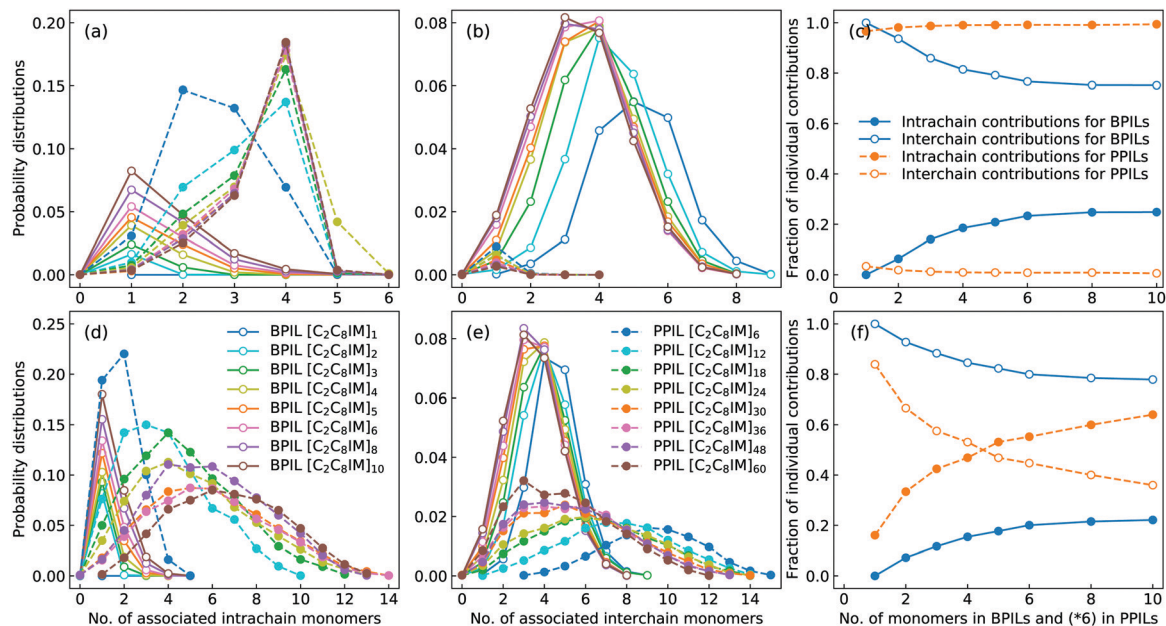 (a)
0.20
0.15
0.10
0.05
0.00
Probability distributions
0 1 2 3 4 5 6
(b)
0.08
0.06
0.04
0.02
0.00
0 2 4 6 8
(c)
1.0
0.8
0.6
0.4
0.2
0.0
Fraction of individual contributions
Intrachain contributions for BPILs
Interchain contributions for BPILs
Intrachain contributions for PPILs
Interchain contributions for PPILs
0 2 4 6 8 10
(d)
0.25
0.20
0.15
0.10
0.05
0.00
Probability distributions
BPIL [C₂C₈IM]₁
BPIL [C₂C₈IM]₂
BPIL [C₂C₈IM]₃
BPIL [C₂C₈IM]₄
BPIL [C₂C₈IM]₅
BPIL [C₂C₈IM]₆
BPIL [C₂C₈IM]₈
BPIL [C₂C₈IM]₁₀
0 2 4 6 8 10 12 14
No. of associated intrachain monomers
(e)
0.08
0.06
0.04
0.02
0.00
PPIL [C₂C₈IM]₆
PPIL [C₂C₈IM]₁₂
PPIL [C₂C₈IM]₁₈
PPIL [C₂C₈IM]₂₄
PPIL [C₂C₈IM]₃₀
PPIL [C₂C₈IM]₃₆
PPIL [C₂C₈IM]₄₈
PPIL [C₂C₈IM]₆₀
0 2 4 6 8 10 12 14
No. of associated interchain monomers
(f)
1.0
0.8
0.6
0.4
0.2
0.0
Fraction of individual contributions
0 2 4 6 8 10
No. of monomers in BPILs and (*6) in PPILs